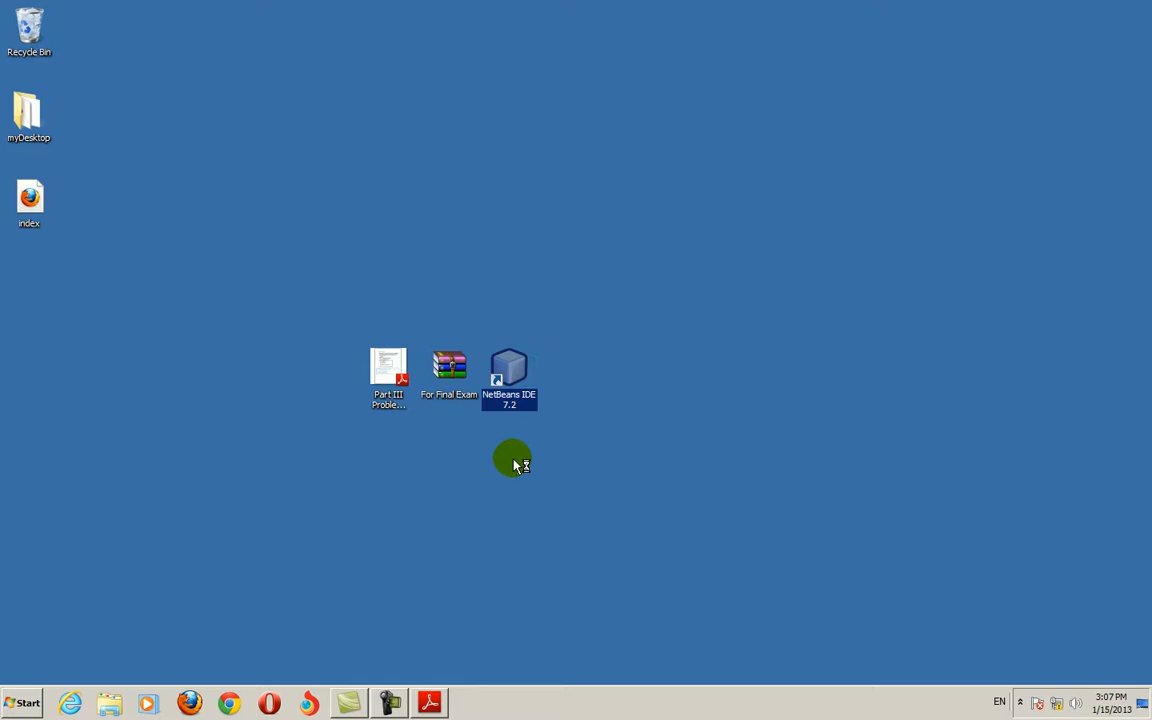 Recycle Bin
myDesktop
index
Part III
Proble...
For Final Exam
NetBeans IDE
7.2
Start
EN
3:07 PM
1/15/2013